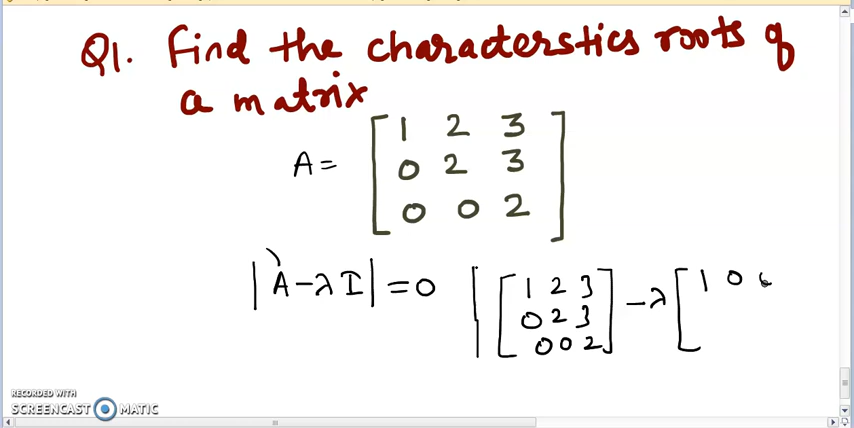 Q1. Find the characterstics roots of
a matrix
A = [1 2 3
0 2 3
0 0 2]
|A - λI| = 0 |[1 2 3
0 2 3
0 0 2] - λ[1 0
RECORDED WITH
SCREENCAST MATIC